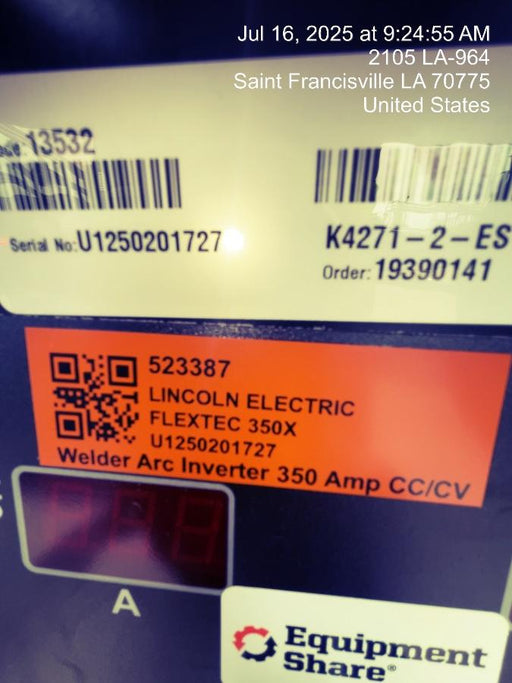 Jul 16, 2025 at 9:24:55 AM
2105 LA-964
Saint Francisville LA 70775
United States
13532
Serial No:U1250201727
K4271-2-ES
Order: 19390141
523387
LINCOLN ELECTRIC
FLEXTEC 350X
U1250201727
Welder Arc Inverter 350 Amp CC/CV
A
Equipment
Share®